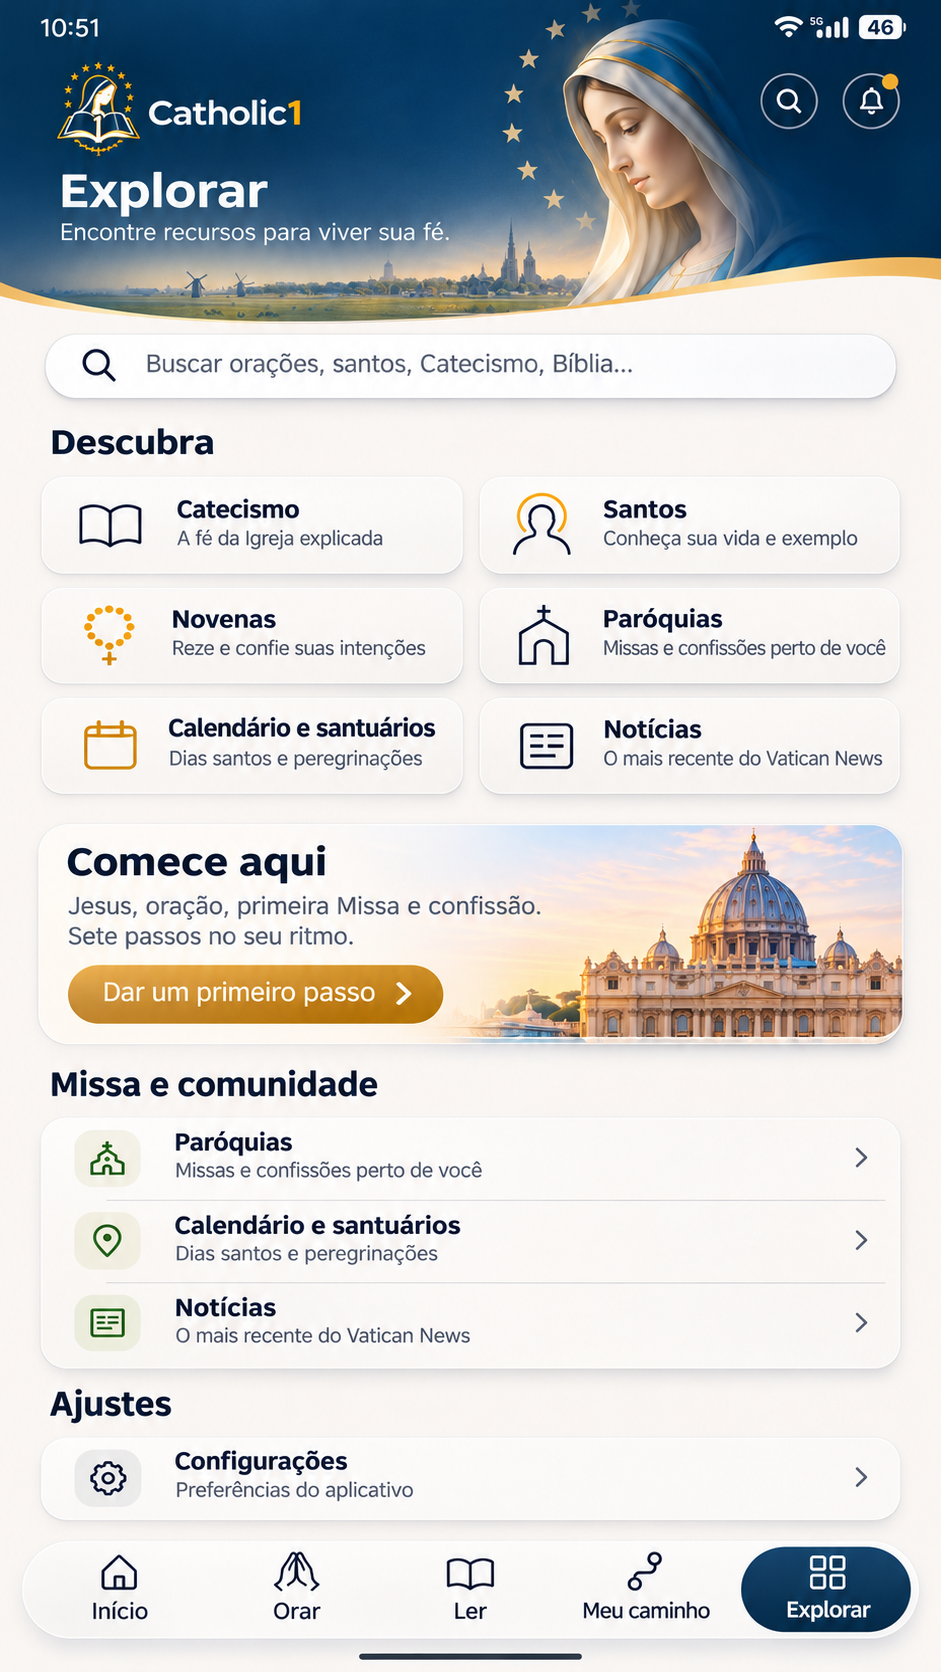 10:51
5G
46
Catholic1
Explorar
Encontre recursos para viver sua fé.
Buscar orações, santos, Catecismo, Bíblia...
Descubra
Catecismo
A fé da Igreja explicada
Santos
Conheça sua vida e exemplo
Novenas
Reze e confie suas intenções
Paróquias
Missas e confissões perto de você
Calendário e santuários
Dias santos e peregrinações
Notícias
O mais recente do Vatican News
Comece aqui
Jesus, oração, primeira Missa e confissão.
Sete passos no seu ritmo.
Dar um primeiro passo
Missa e comunidade
Paróquias
Missas e confissões perto de você
Calendário e santuários
Dias santos e peregrinações
Notícias
O mais recente do Vatican News
Ajustes
Configurações
Preferências do aplicativo
Início
Orar
Ler
Meu caminho
Explorar